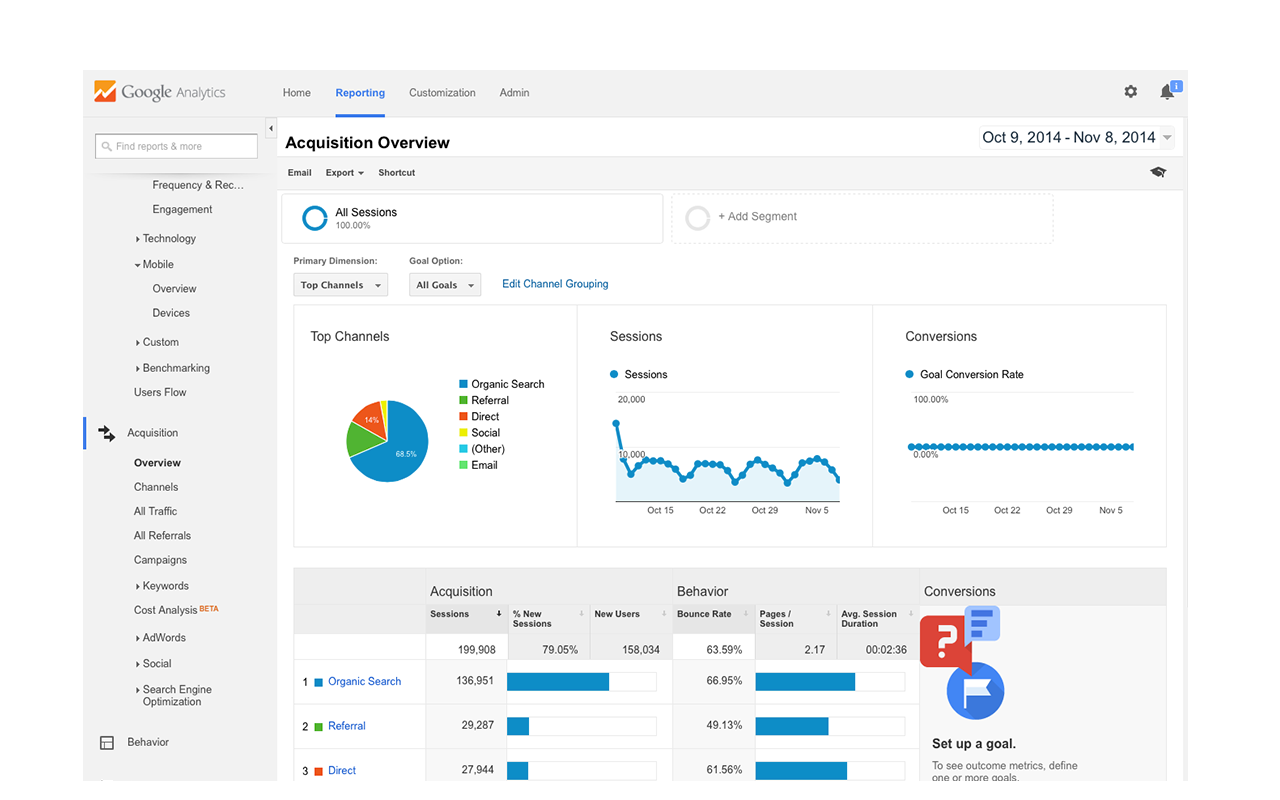 Google Analytics
Home Reporting Customization Admin
i
Find reports & more
Acquisition Overview
Oct 9, 2014 - Nov 8, 2014
Email Export Shortcut
Frequency & Rec...
Engagement
Technology
Mobile
Overview
Devices
Custom
Benchmarking
Users Flow
Acquisition
Overview
Channels
All Traffic
All Referrals
Campaigns
Keywords
Cost Analysis BETA
AdWords
Social
Search Engine
Optimization
Behavior
All Sessions
100.00%
+ Add Segment
Primary Dimension: Goal Option:
Top Channels All Goals Edit Channel Grouping
Top Channels
14%
68.5%
Organic Search
Referral
Direct
Social
(Other)
Email
Sessions
Sessions
20,000
10,000
Oct 15 Oct 22 Oct 29 Nov 5
Conversions
Goal Conversion Rate
100.00%
0.00%
Oct 15 Oct 22 Oct 29 Nov 5
Acquisition Behavior Conversions
Sessions % New Sessions New Users Bounce Rate Pages / Session Avg. Session Duration
199,908 79.05% 158,034 63.59% 2.17 00:02:36
1 Organic Search 136,951 66.95%
2 Referral 29,287 49.13%
3 Direct 27,944 61.56%
?
Set up a goal.
To see outcome metrics, define
one or more goals.